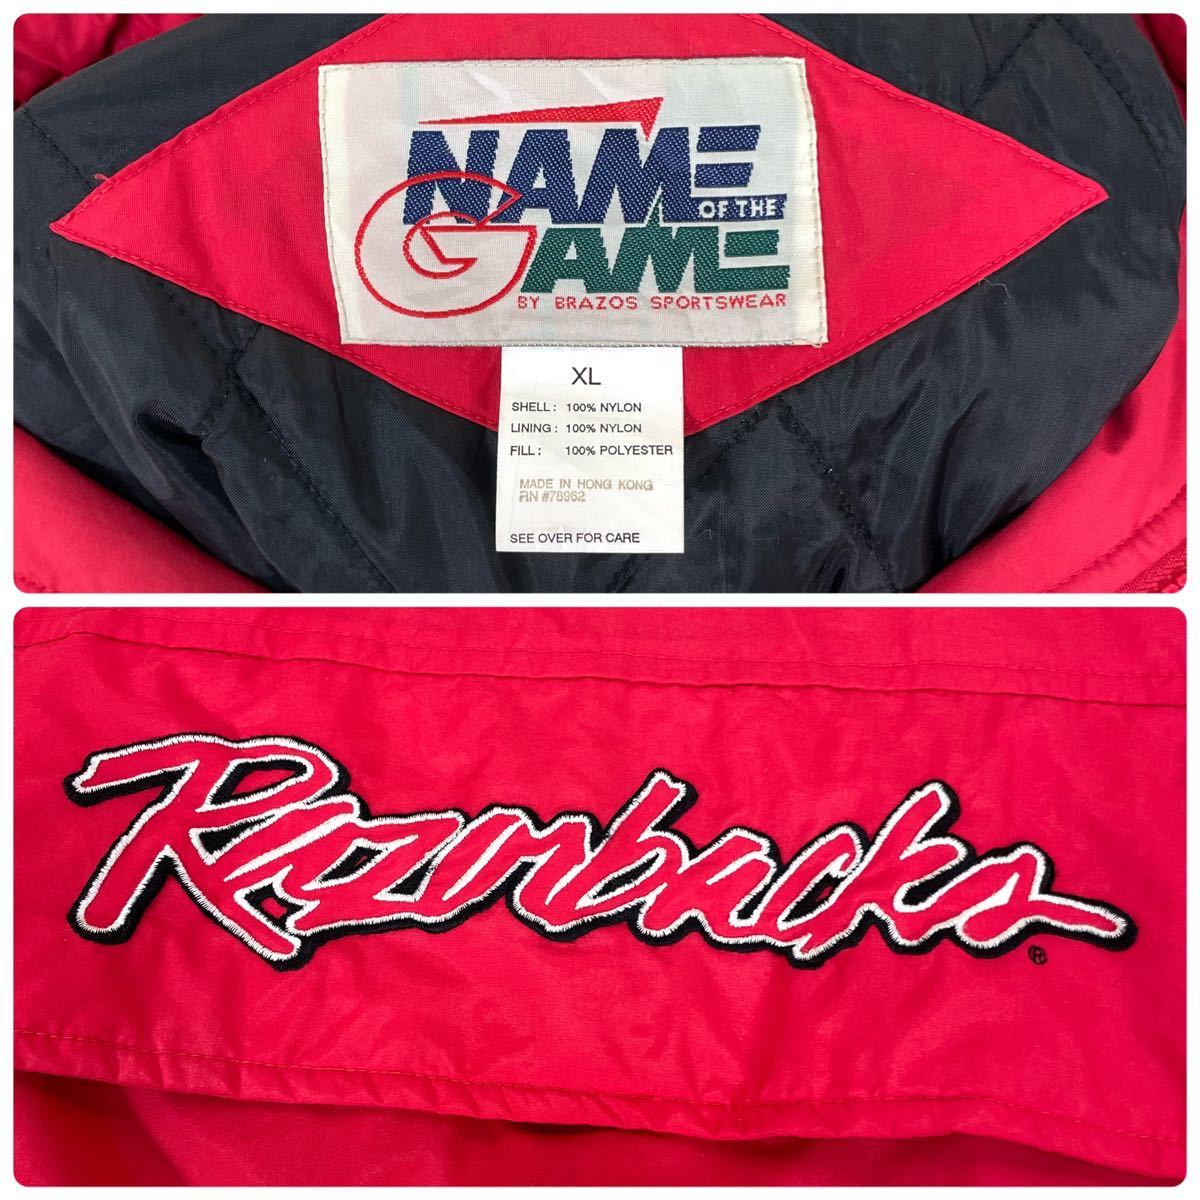 NAME
OF THE
GAME
BY BRAZOS SPORTSWEAR
XL
SHELL: 100% NYLON
LINING: 100% NYLON
FILL: 100% POLYESTER
MADE IN HONG KONG
RN #78962
SEE OVER FOR CARE
Razorbacks ®